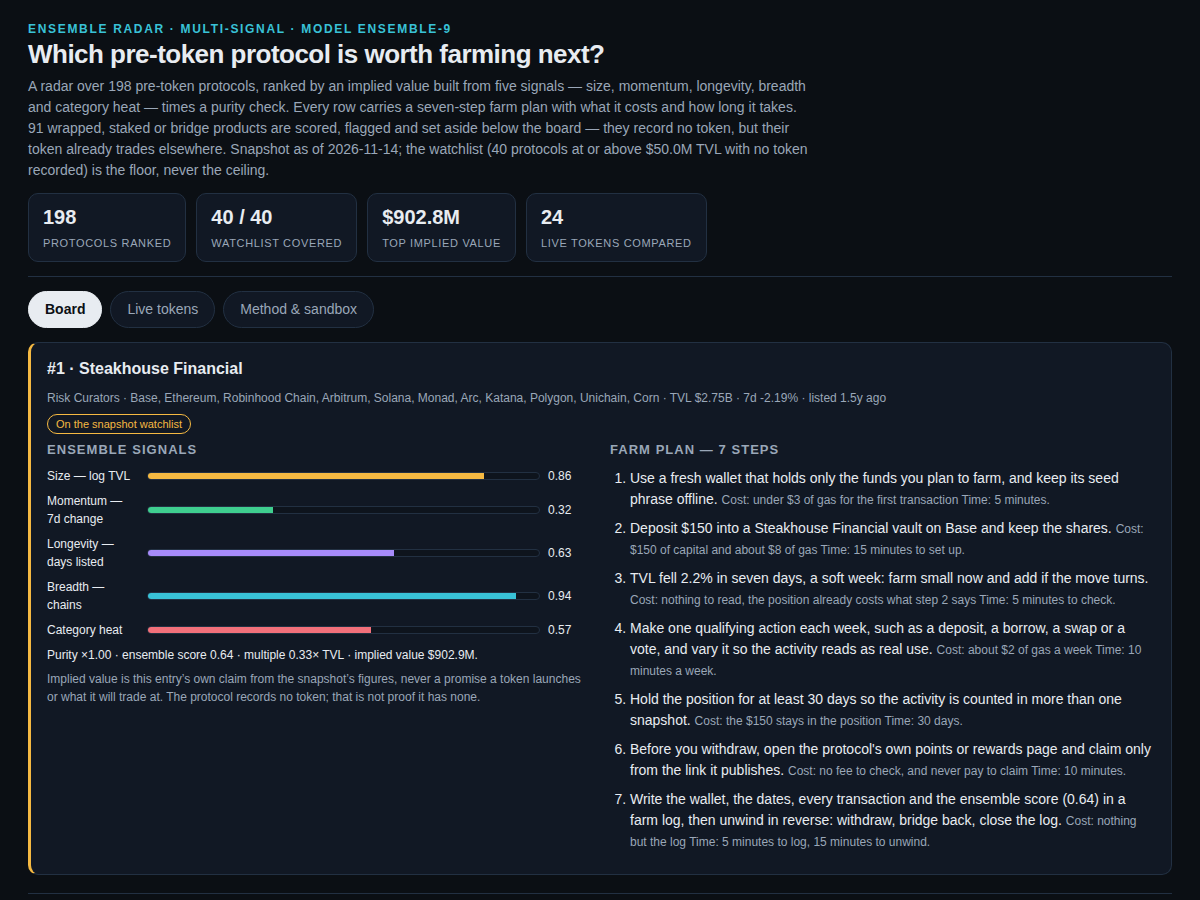 ENSEMBLE RADAR · MULTI-SIGNAL · MODEL ENSEMBLE-9
Which pre-token protocol is worth farming next?
A radar over 198 pre-token protocols, ranked by an implied value built from five signals — size, momentum, longevity, breadth
and category heat — times a purity check. Every row carries a seven-step farm plan with what it costs and how long it takes.
91 wrapped, staked or bridge products are scored, flagged and set aside below the board — they record no token, but their
token already trades elsewhere. Snapshot as of 2026-11-14; the watchlist (40 protocols at or above $50.0M TVL with no token
recorded) is the floor, never the ceiling.
198
PROTOCOLS RANKED
40 / 40
WATCHLIST COVERED
$902.8M
TOP IMPLIED VALUE
24
LIVE TOKENS COMPARED
Board
Live tokens
Method & sandbox
#1 · Steakhouse Financial
Risk Curators · Base, Ethereum, Robinhood Chain, Arbitrum, Solana, Monad, Arc, Katana, Polygon, Unichain, Corn · TVL $2.75B · 7d -2.19% · listed 1.5y ago
On the snapshot watchlist
ENSEMBLE SIGNALS
Size — log TVL
0.86
Momentum —
7d change
0.32
Longevity —
days listed
0.63
Breadth —
chains
0.94
Category heat
0.57
Purity ×1.00 · ensemble score 0.64 · multiple 0.33× TVL · implied value $902.9M.
Implied value is this entry's own claim from the snapshot's figures, never a promise a token launches
or what it will trade at. The protocol records no token; that is not proof it has none.
FARM PLAN — 7 STEPS
1. Use a fresh wallet that holds only the funds you plan to farm, and keep its seed
phrase offline. Cost: under $3 of gas for the first transaction Time: 5 minutes.
2. Deposit $150 into a Steakhouse Financial vault on Base and keep the shares. Cost:
$150 of capital and about $8 of gas Time: 15 minutes to set up.
3. TVL fell 2.2% in seven days, a soft week: farm small now and add if the move turns.
Cost: nothing to read, the position already costs what step 2 says Time: 5 minutes to check.
4. Make one qualifying action each week, such as a deposit, a borrow, a swap or a
vote, and vary it so the activity reads as real use. Cost: about $2 of gas a week Time: 10
minutes a week.
5. Hold the position for at least 30 days so the activity is counted in more than one
snapshot. Cost: the $150 stays in the position Time: 30 days.
6. Before you withdraw, open the protocol's own points or rewards page and claim only
from the link it publishes. Cost: no fee to check, and never pay to claim Time: 10 minutes.
7. Write the wallet, the dates, every transaction and the ensemble score (0.64) in a
farm log, then unwind in reverse: withdraw, bridge back, close the log. Cost: nothing
but the log Time: 5 minutes to log, 15 minutes to unwind.